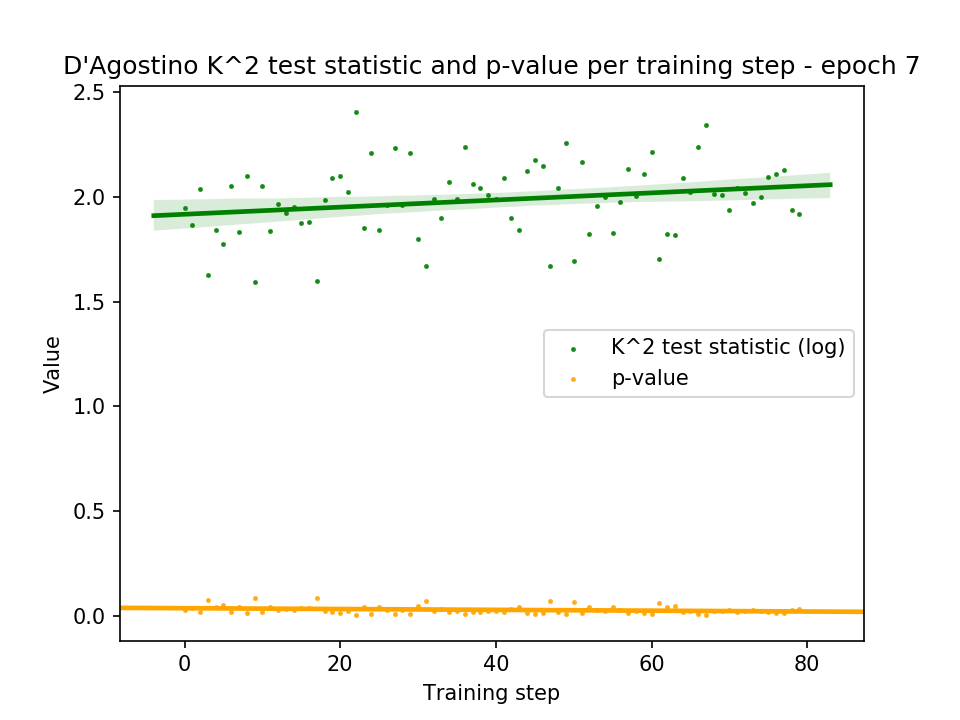 D'Agostino K^2 test statistic and p-value per training step - epoch 7
2.5
2.0
1.5
1.0
0.5
0.0
Value
K^2 test statistic (log)
p-value
0 20 40 60 80
Training step